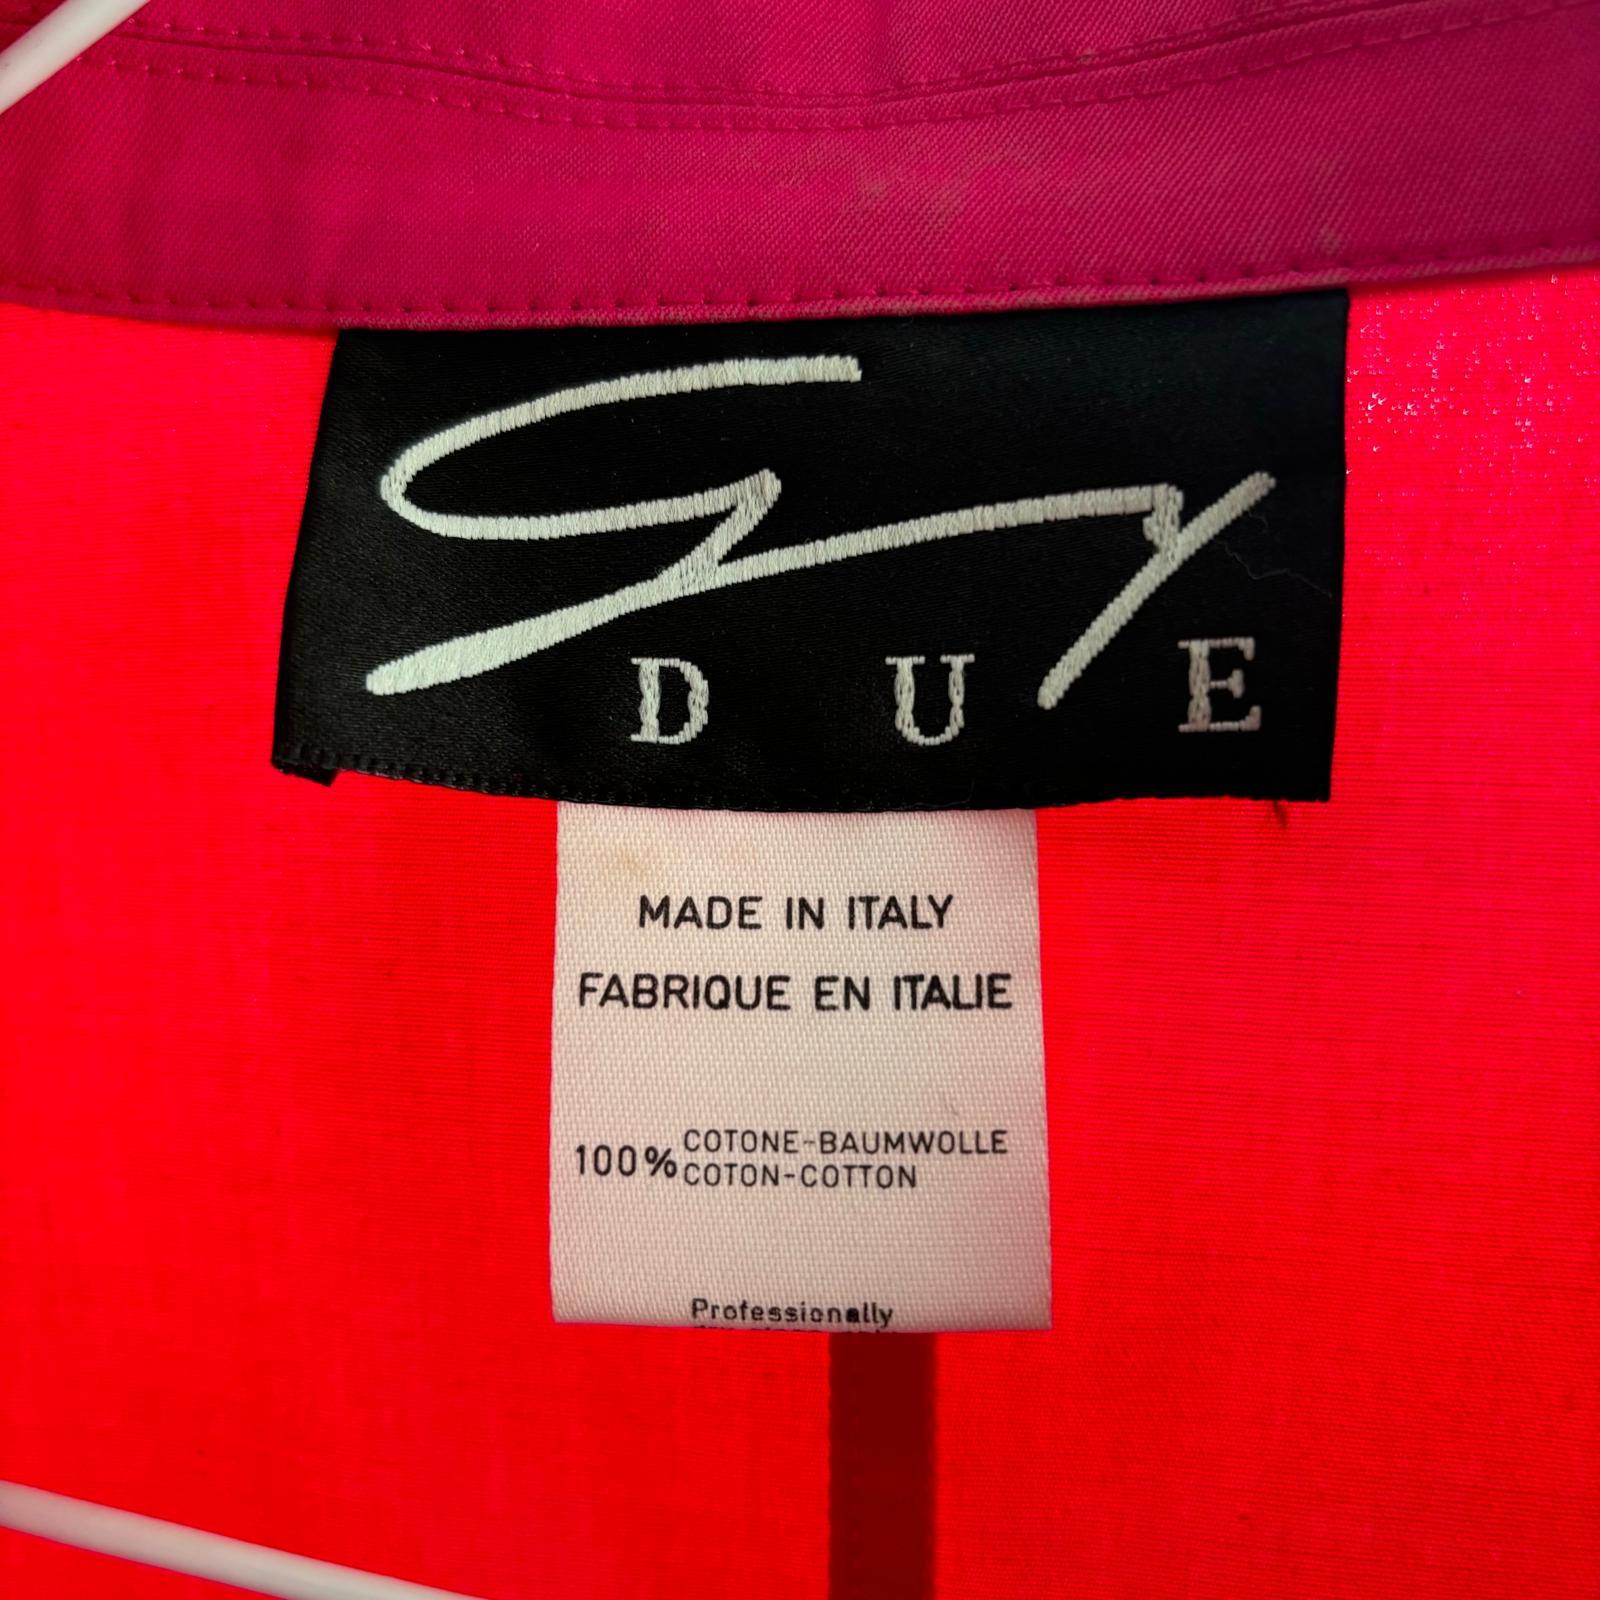 DUE
MADE IN ITALY
FABRIQUE EN ITALIE
100% COTONE-BAUMWOLLE
COTON-COTTON
Professionally